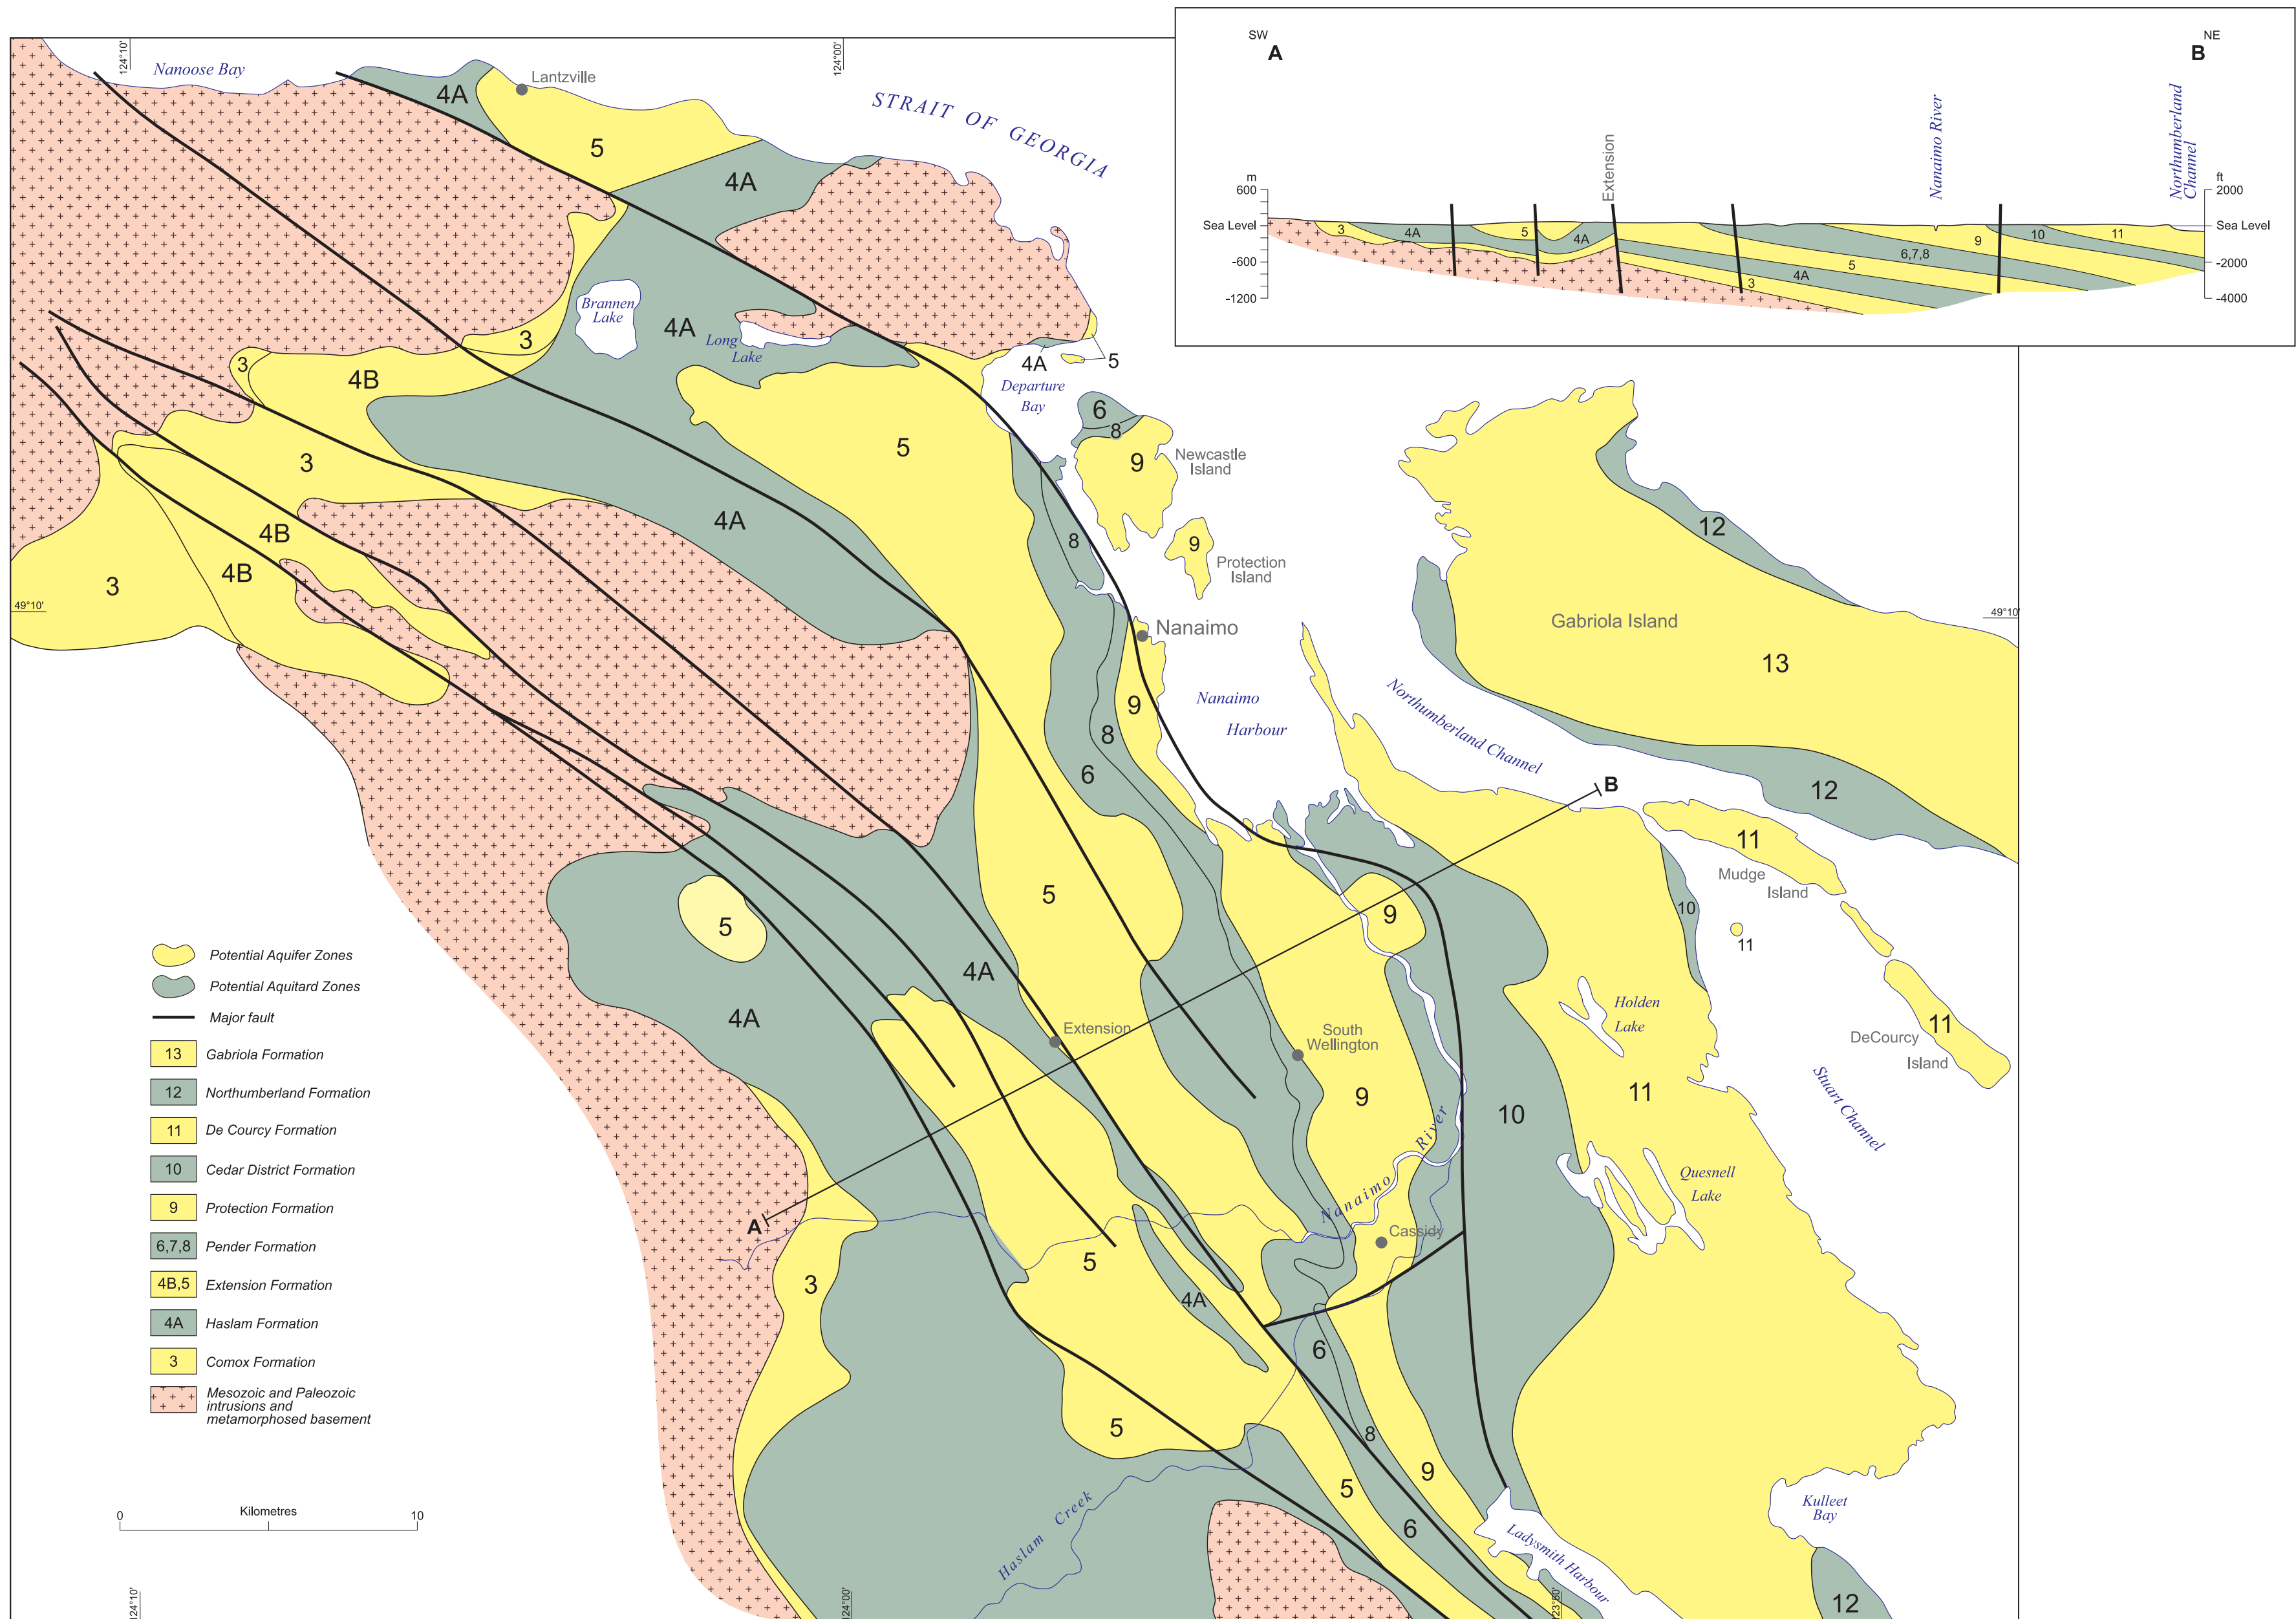 SW
A
NE
B
Nanaimo River
Northumberland
Channel
Extension
m
600
Sea Level
-600
-1200
ft
2000
Sea Level
-2000
-4000
3
4A
5
4A
3
4A
5
6,7,8
9
10
11
124°10'
124°00'
Nanoose Bay
Lantzville
STRAIT OF GEORGIA
4A
5
4A
Brannen
Lake
4A
Long
Lake
3
3
4B
4A
5
Departure
Bay
6
8
9
Newcastle
Island
5
3
4A
8
9
Protection
Island
12
4B
4B
3
49°10'
49°10'
Nanaimo
Gabriola Island
13
Nanaimo
Harbour
Northumberland Channel
9
8
6
B
12
11
Mudge
Island
5
9
10
11
5
4A
4A
Holden
Lake
11
DeCourcy
Island
Extension
South
Wellington
9
10
11
Stuart Channel
Nanaimo River
Quesnell
Lake
A
Cassidy
3
5
4A
6
8
5
9
5
6
Haslam Creek
Ladysmith Harbour
Kulleet
Bay
12
Potential Aquifer Zones
Potential Aquitard Zones
Major fault
13 Gabriola Formation
12 Northumberland Formation
11 De Courcy Formation
10 Cedar District Formation
9 Protection Formation
6,7,8 Pender Formation
4B,5 Extension Formation
4A Haslam Formation
3 Comox Formation
Mesozoic and Paleozoic
intrusions and
metamorphosed basement
0
Kilometres
10
124°10'
124°00'